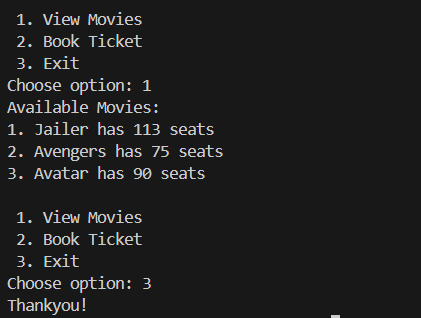 1. View Movies
2. Book Ticket
3. Exit
Choose option: 1
Available Movies:
1. Jailer has 113 seats
2. Avengers has 75 seats
3. Avatar has 90 seats
1. View Movies
2. Book Ticket
3. Exit
Choose option: 3
Thankyou!